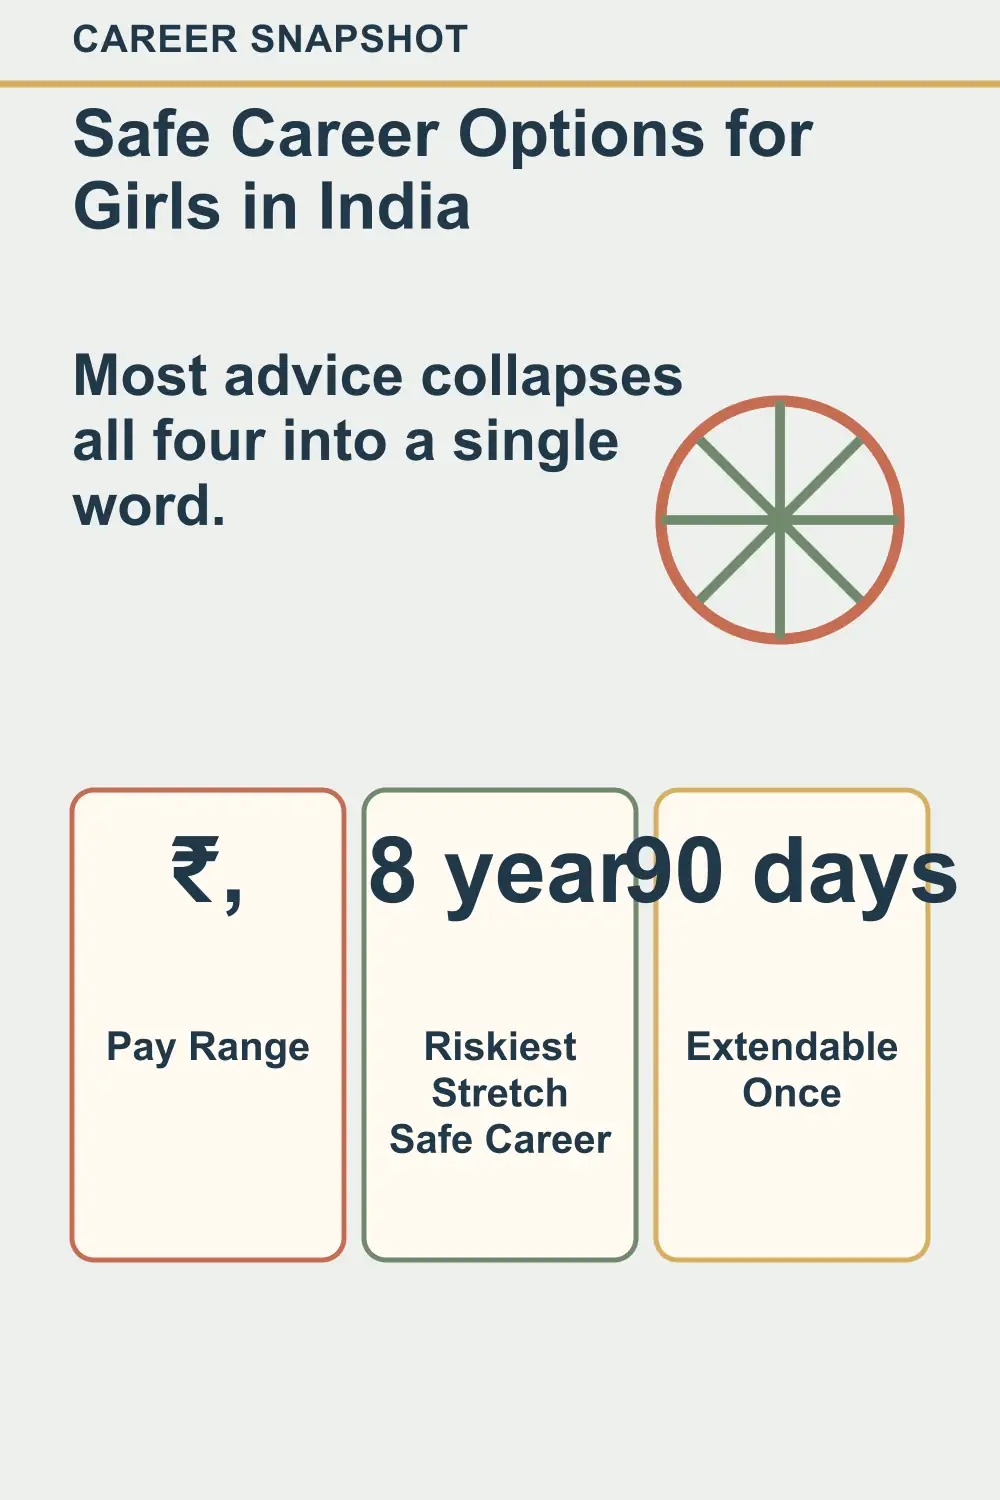 CAREER SNAPSHOT
Safe Career Options for
Girls in India
Most advice collapses
all four into a single
word.
₹,
8 year
90 days
Pay Range
Riskiest
Stretch
Safe Career
Extendable
Once